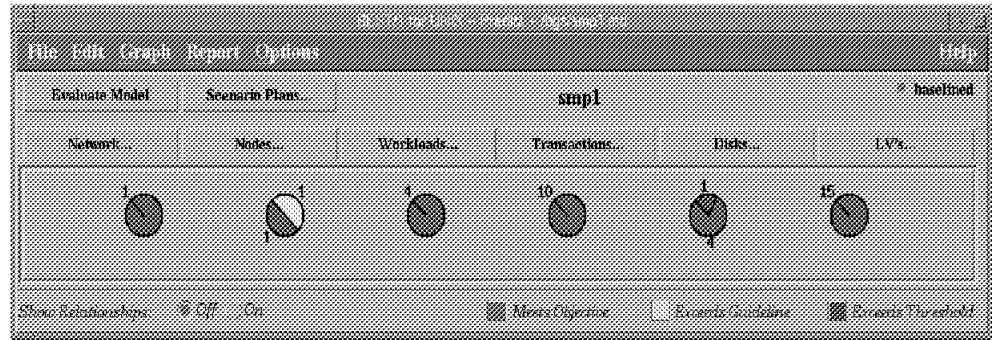 File Edit Graph Report Options Help
Evaluate Model Scenario Plans... smp1 baselined
Network... Nodes... Workloads... Transactions... Disks... LV's...
1 1 4 10 1 15
1 4
Show Relationships: Off On Meets Objective Exceeds Guideline Exceeds Threshold